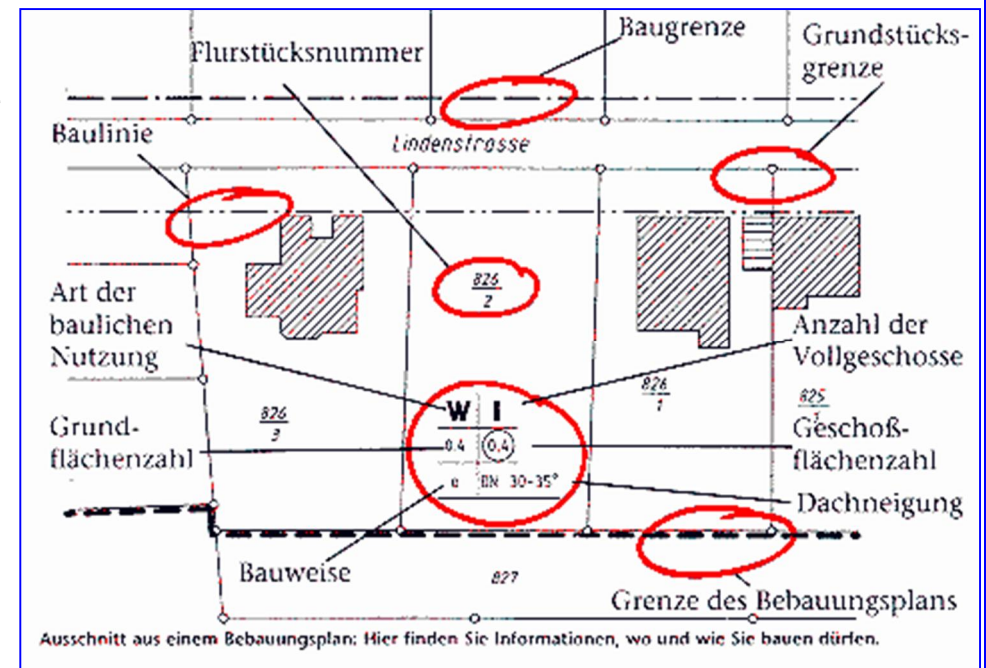 Baugrenze
Grundstücks-
grenze
Flurstücksnummer
Baulinie
Lindenstrasse
826
2
Art der
baulichen
Nutzung
Anzahl der
Vollgeschosse
W I
826
3
826
1
825
Grund-
flächenzahl
0.4 0.4
Geschoß-
flächenzahl
DN 30-35°
Dachneigung
Bauweise
827
Grenze des Bebauungsplans
Ausschnitt aus einem Bebauungsplan: Hier finden Sie Informationen, wo und wie Sie bauen dürfen.